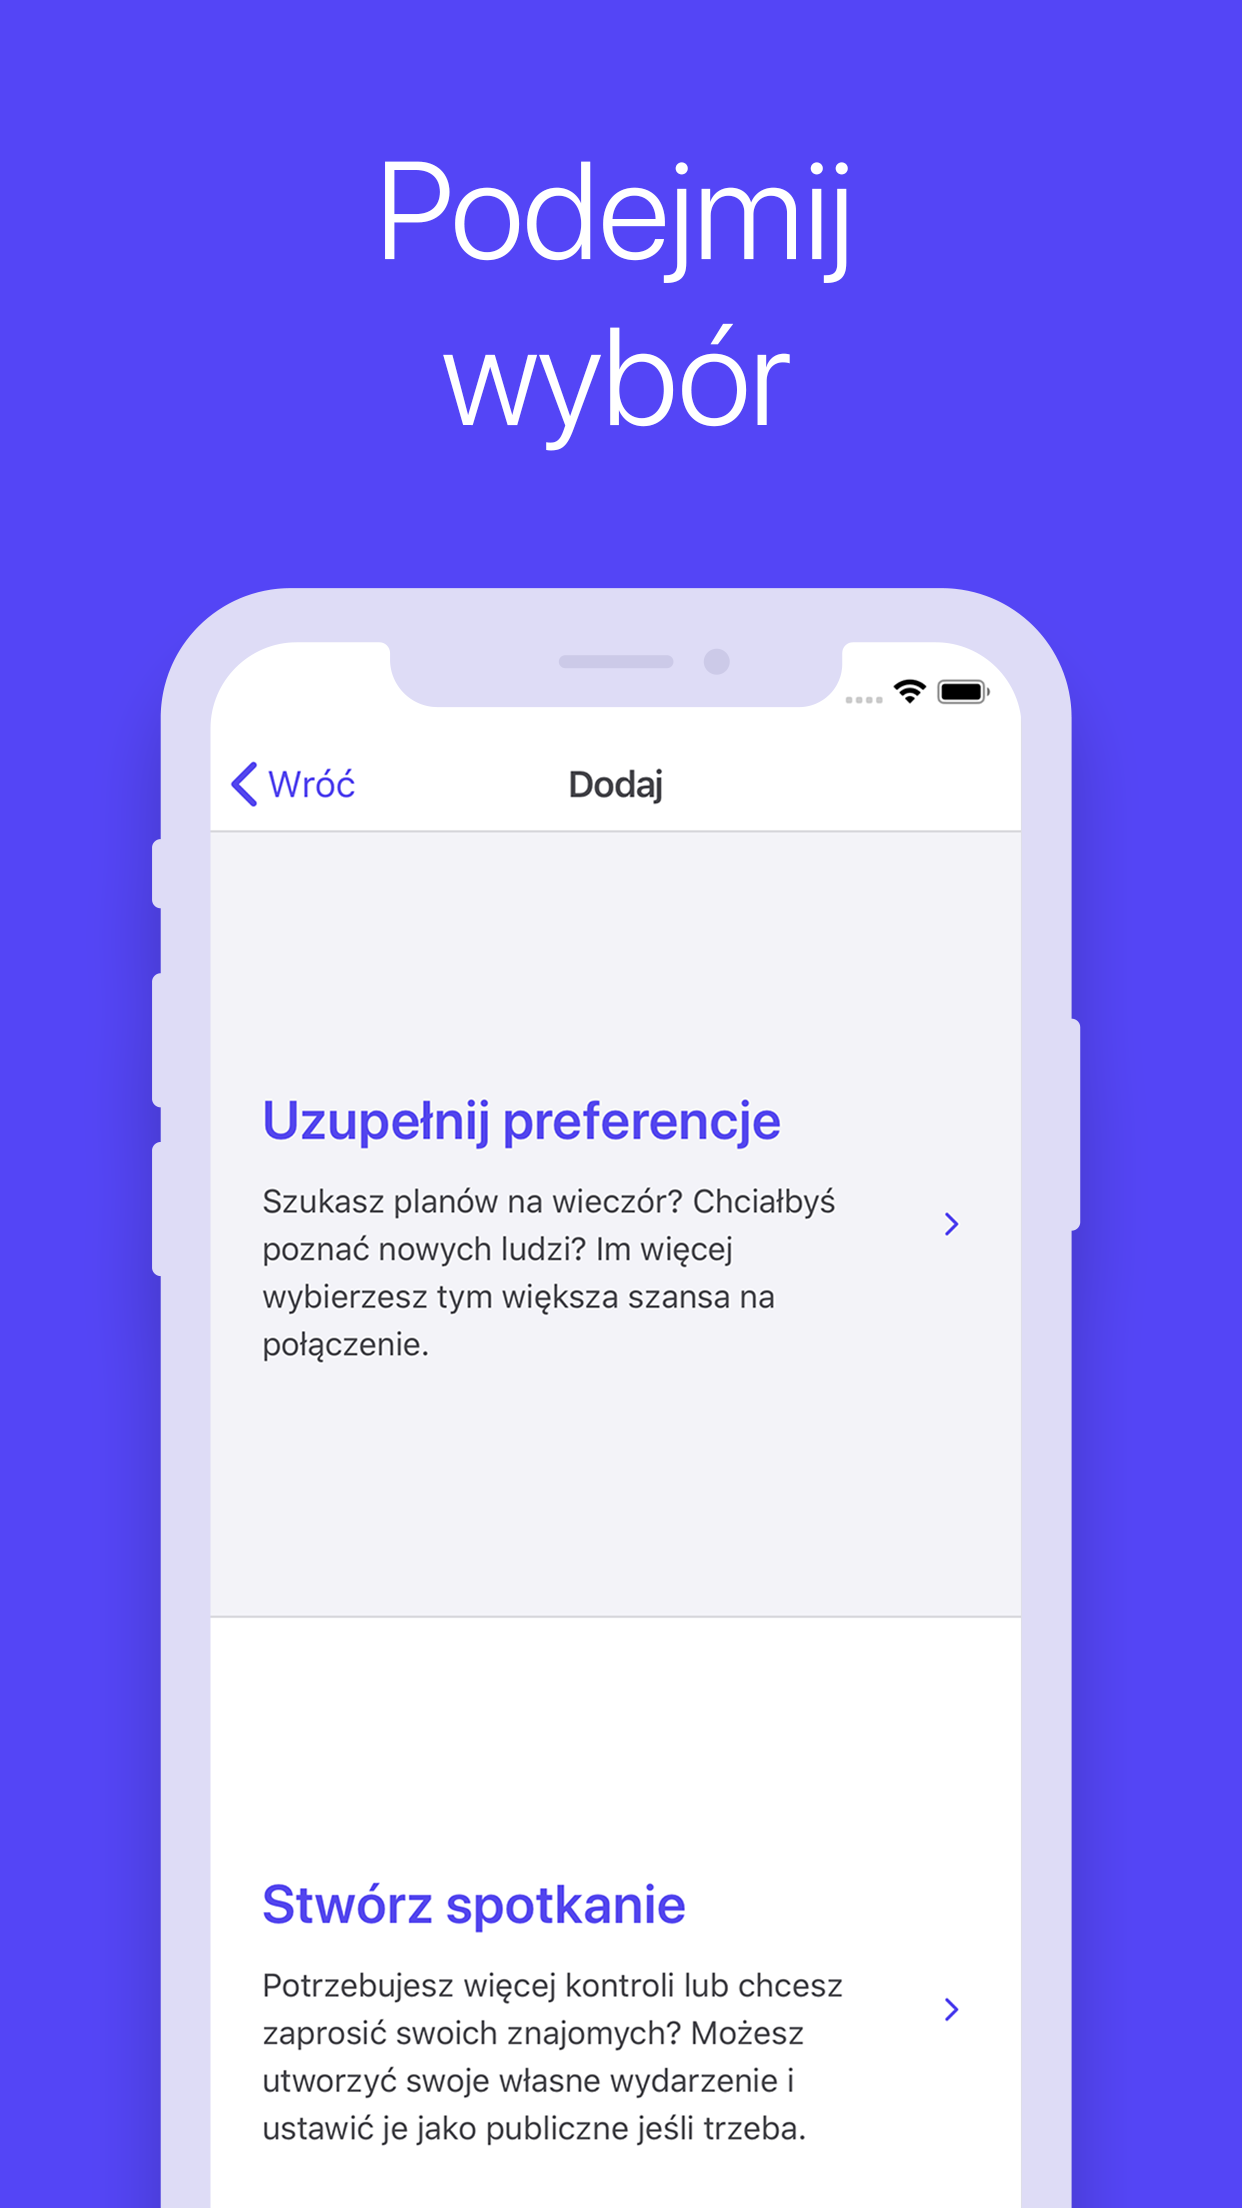 Podejmij
wybór
Wróć
Dodaj
Uzupełnij preferencje
Szukasz planów na wieczór? Chciałbyś
poznać nowych ludzi? Im więcej
wybierzesz tym większa szansa na
połączenie.
Stwórz spotkanie
Potrzebujesz więcej kontroli lub chcesz
zaprosić swoich znajomych? Możesz
utworzyć swoje własne wydarzenie i
ustawić je jako publiczne jeśli trzeba.